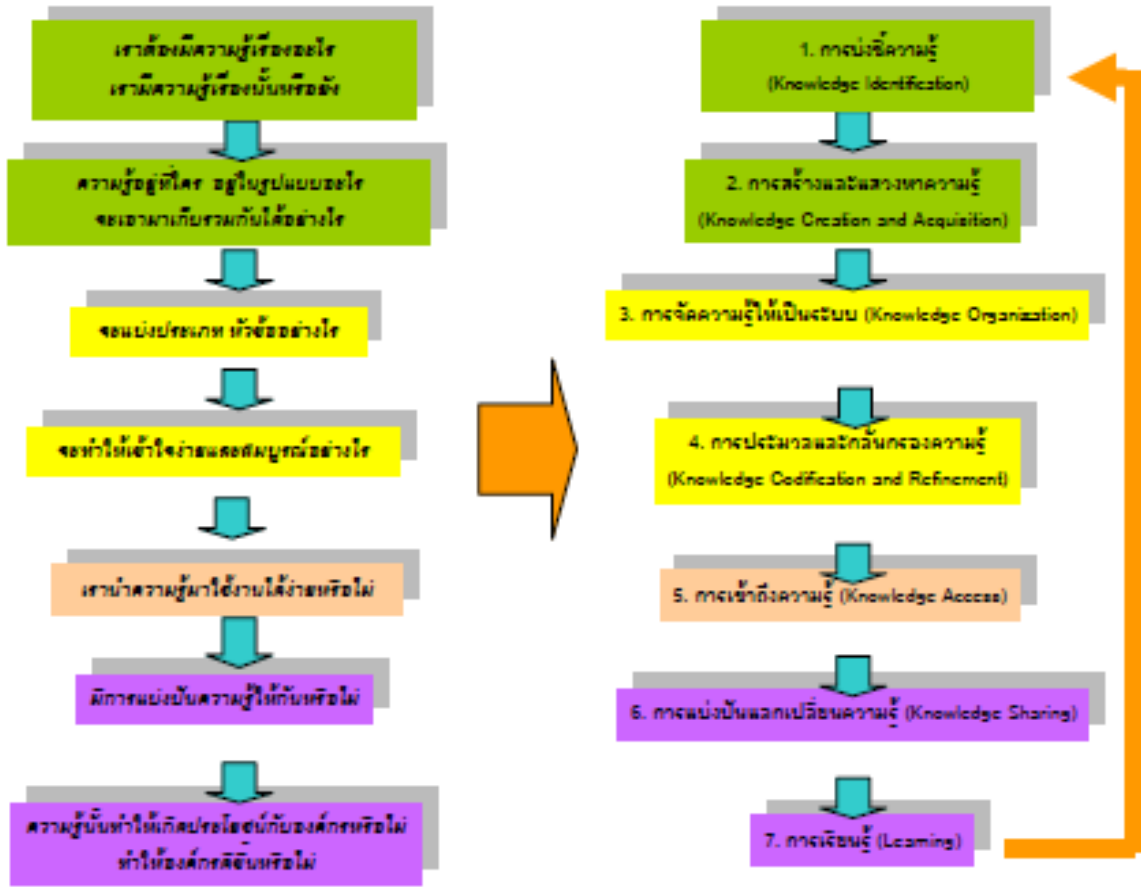 เราต้องมีความรู้เรื่องอะไร
เรามีความรู้เรื่องนั้นหรือยัง
ความรู้อยู่ที่ใคร อยู่ในรูปแบบอะไร
จะเอามาเก็บรวมกันได้อย่างไร
จะแบ่งประเภท หัวข้ออย่างไร
จะทำให้เข้าใจง่ายและสมบูรณ์อย่างไร
เรานำความรู้มาใช้งานได้ง่ายหรือไม่
มีการแบ่งปันความรู้ให้กันหรือไม่
ความรู้นั้นทำให้เกิดประโยชน์กับองค์กรหรือไม่
ทำให้องค์กรดีขึ้นหรือไม่
1. การบ่งชี้ความรู้
(Knowledge Identification)
2. การสร้างและแสวงหาความรู้
(Knowledge Creation and Acquisition)
3. การจัดความรู้ให้เป็นระบบ (Knowledge Organization)
4. การประมวลและกลั่นกรองความรู้
(Knowledge Codification and Refinement)
5. การเข้าถึงความรู้ (Knowledge Access)
6. การแบ่งปันแลกเปลี่ยนความรู้ (Knowledge Sharing)
7. การเรียนรู้ (Learning)